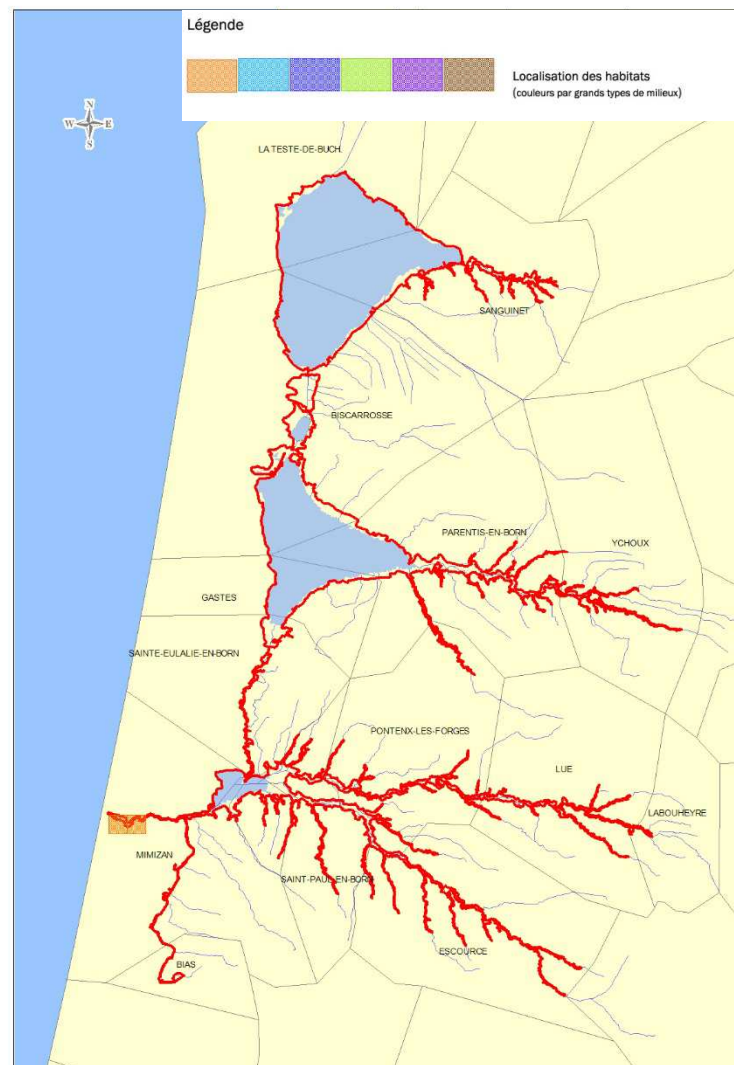 Légende
Localisation des habitats
(couleurs par grands types de milieu)
N
W E
S
LA TESTE-DE-BUCH
SANGUINET
BISCARROSSE
PARENTIS-EN-BORN
YCHOUX
GASTES
SAINTE-EULALIE-EN-BORN
PONTENX-LES-FORGES
LUE
LABOUHEYRE
MIMIZAN
SAINT-PAUL-EN-BORN
ESCOURCE
BIAS